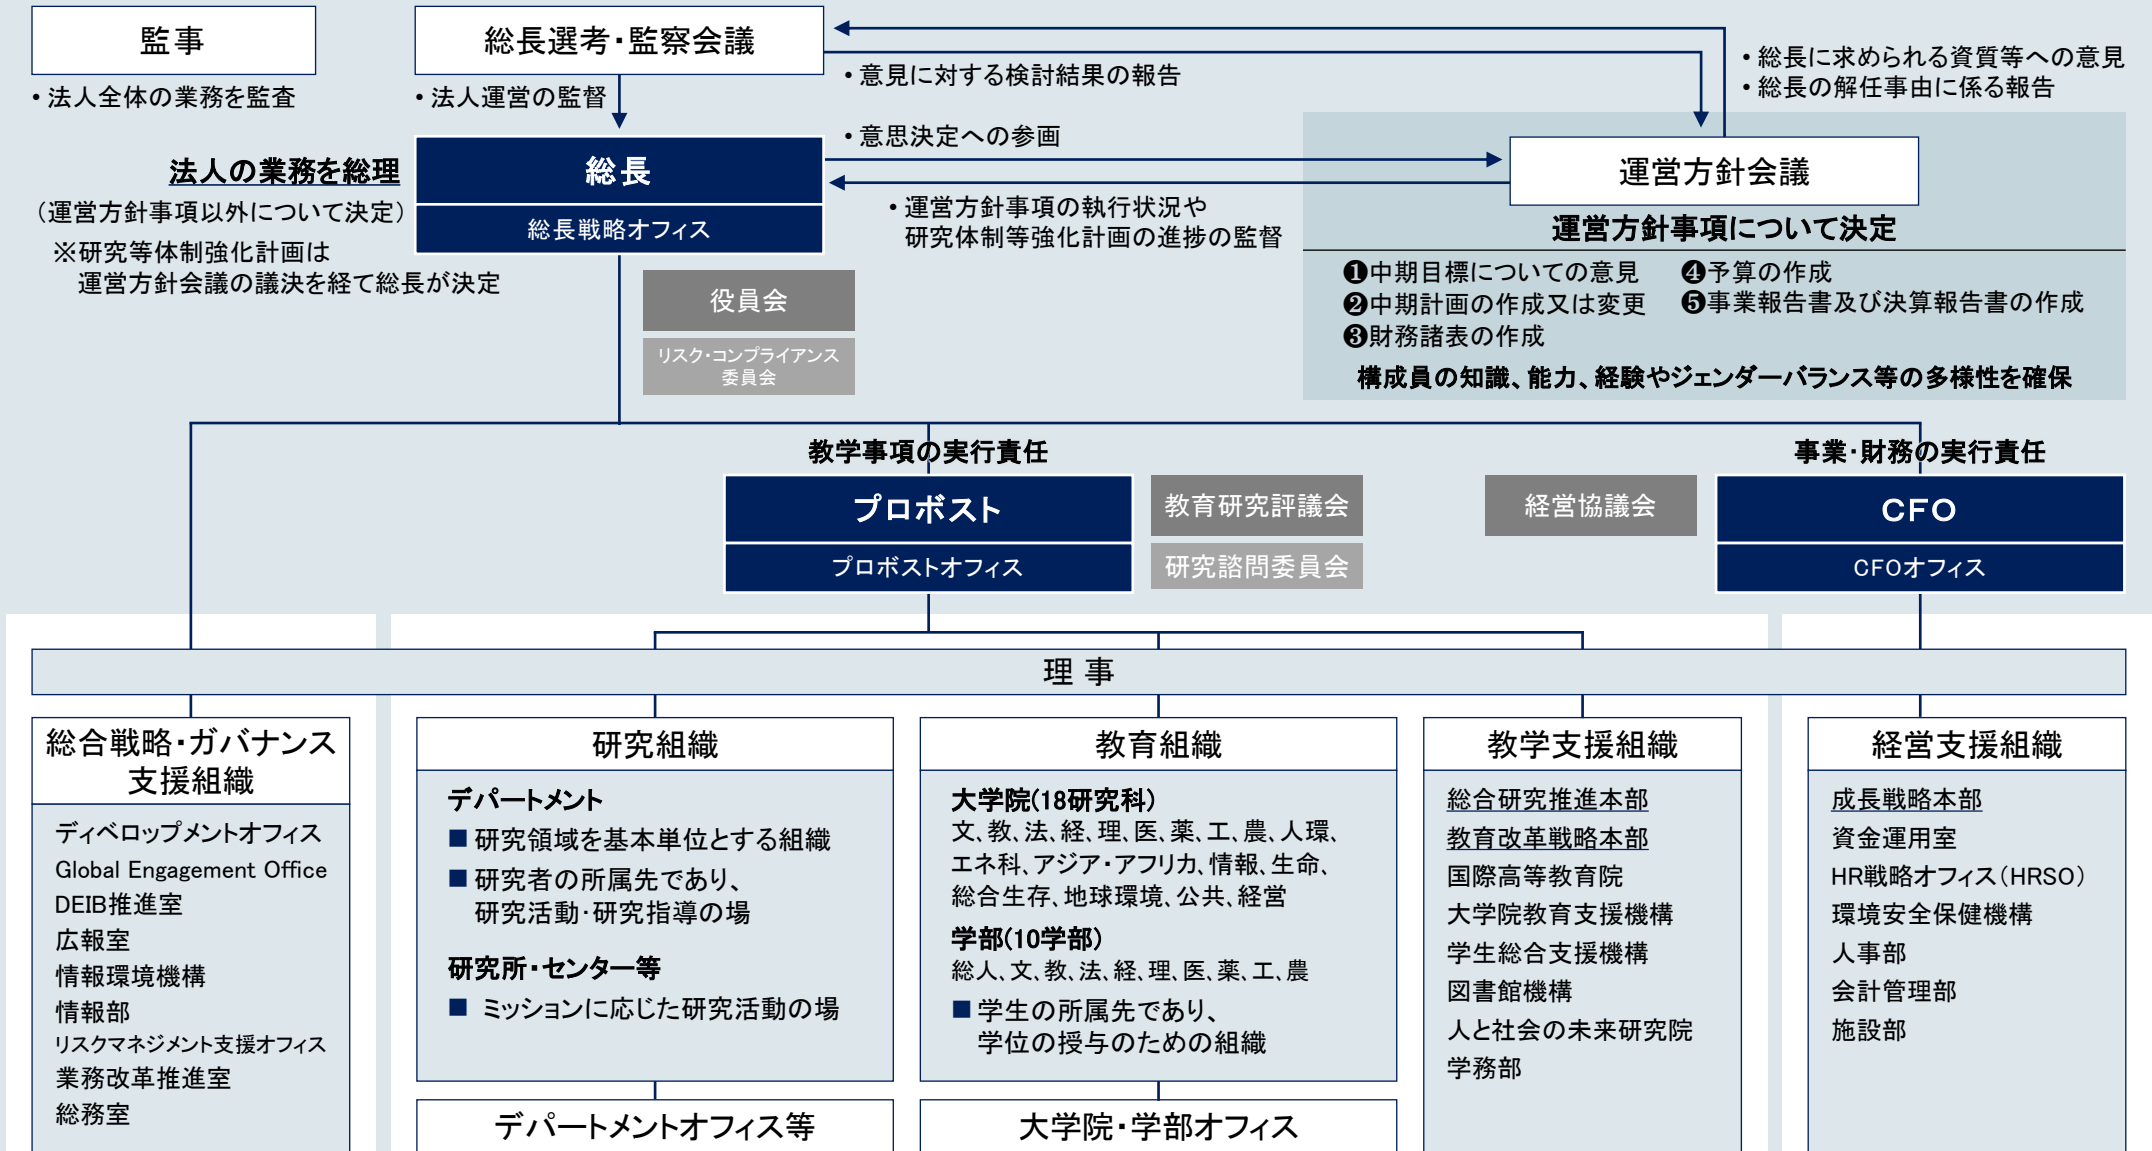 監事
・法人全体の業務を監査
総長選考・監察会議
・法人運営の監督
・意見に対する検討結果の報告
・総長に求められる資質等への意見
・総長の解任事由に係る報告
法人の業務を総理
（運営方針事項以外について決定）
※研究等体制強化計画は
運営方針会議の議決を経て総長が決定
総長
総長戦略オフィス
・意思決定への参画
・運営方針事項の執行状況や
研究体制等強化計画の進捗の監督
運営方針会議
運営方針事項について決定
❶中期目標についての意見
❷中期計画の作成又は変更
❸財務諸表の作成
❹予算の作成
❺事業報告書及び決算報告書の作成
構成員の知識、能力、経験やジェンダーバランス等の多様性を確保
役員会
リスク・コンプライアンス
委員会
教学事項の実行責任
プロボスト
プロボストオフィス
教育研究評議会
研究諮問委員会
経営協議会
事業・財務の実行責任
CFO
CFOオフィス
理 事
総合戦略・ガバナンス
支援組織
ディベロップメントオフィス
Global Engagement Office
DEIB推進室
広報室
情報環境機構
情報部
リスクマネジメント支援オフィス
業務改革推進室
総務室
研究組織
デパートメント
■ 研究領域を基本単位とする組織
■ 研究者の所属先であり、
研究活動・研究指導の場
研究所・センター等
■ ミッションに応じた研究活動の場
デパートメントオフィス等
教育組織
大学院(18研究科)
文、教、法、経、理、医、薬、工、農、人環、
エネ科、アジア・アフリカ、情報、生命、
総合生存、地球環境、公共、経営
学部(10学部)
総人、文、教、法、経、理、医、薬、工、農
■ 学生の所属先であり、
学位の授与のための組織
大学院・学部オフィス
教学支援組織
総合研究推進本部
教育改革戦略本部
国際高等教育院
大学院教育支援機構
学生総合支援機構
図書館機構
人と社会の未来研究院
学務部
経営支援組織
成長戦略本部
資金運用室
HR戦略オフィス（HRSO）
環境安全保健機構
人事部
会計管理部
施設部